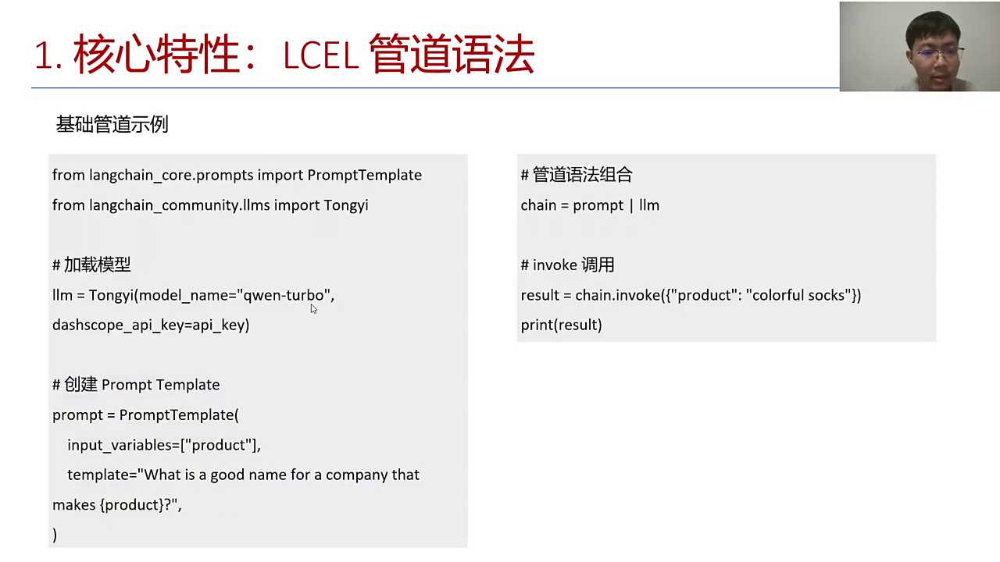 1. 核心特性：LCEL 管道语法
基础管道示例
from langchain_core.prompts import PromptTemplate
from langchain_community.llms import Tongyi
# 加载模型
llm = Tongyi(model_name="qwen-turbo",
dashscope_api_key=api_key)
# 创建 Prompt Template
prompt = PromptTemplate(
input_variables=["product"],
template="What is a good name for a company that
makes {product}?",
)
# 管道语法组合
chain = prompt | llm
# invoke 调用
result = chain.invoke({"product": "colorful socks"})
print(result)